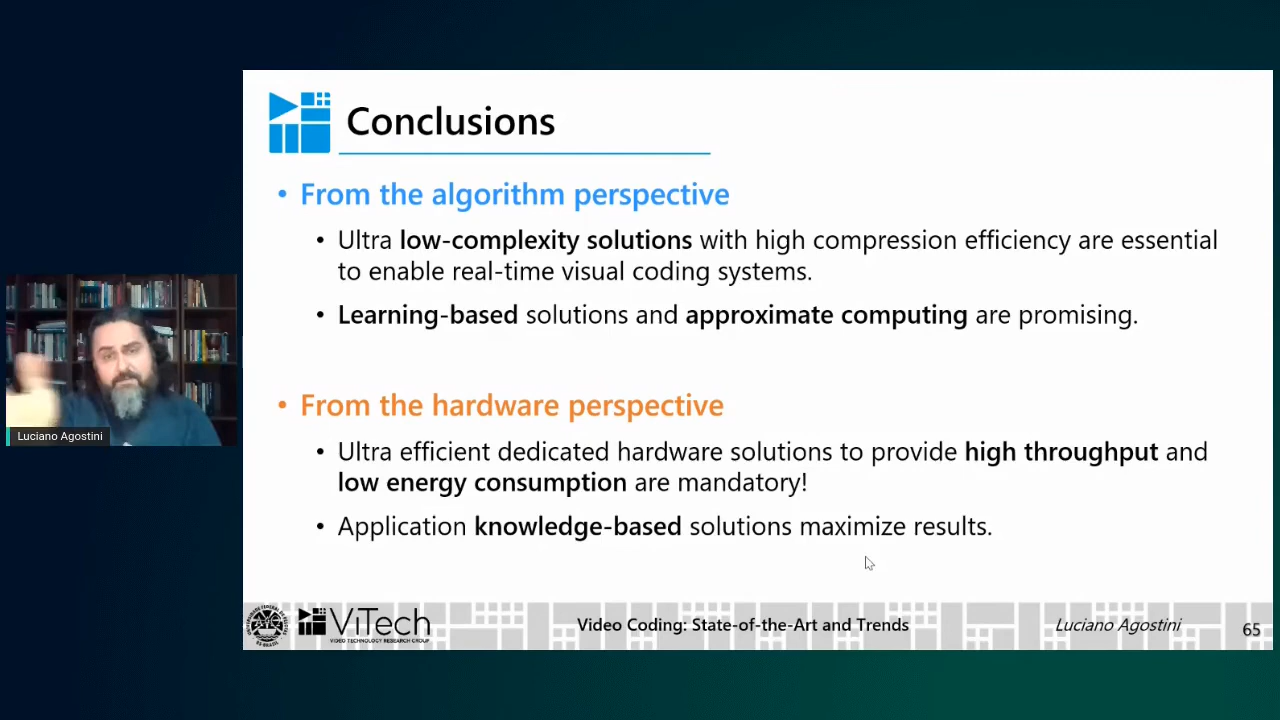 Conclusions
• From the algorithm perspective
• Ultra low-complexity solutions with high compression efficiency are essential
to enable real-time visual coding systems.
• Learning-based solutions and approximate computing are promising.
• From the hardware perspective
• Ultra efficient dedicated hardware solutions to provide high throughput and
low energy consumption are mandatory!
• Application knowledge-based solutions maximize results.
Luciano Agostini
ViTech
VIDEO TECHNOLOGY RESEARCH GROUP
Video Coding: State-of-the-Art and Trends
Luciano Agostini
65